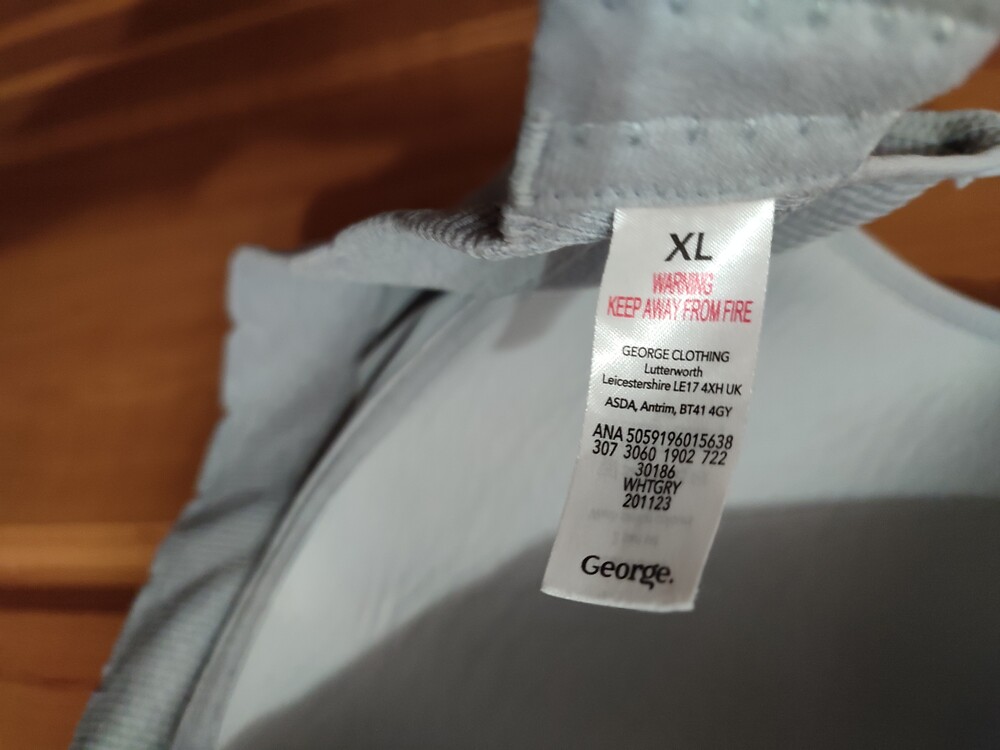 XL
WARNING
KEEP AWAY FROM FIRE
GEORGE CLOTHING
Lutterworth
Leicestershire LE17 4XH UK
ASDA, Antrim, BT41 4GY
ANA 5059196015638
307 3060 1902 722
30186
WHTGRY
201123
George.